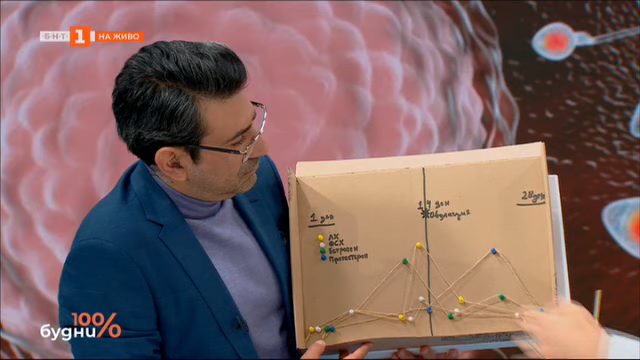 БНТ 1 НА ЖИВО
1 ден
14 ден
Овулация
28 ден
ЛХ
ФСХ
Естроген
Прогестерон
100%
будни